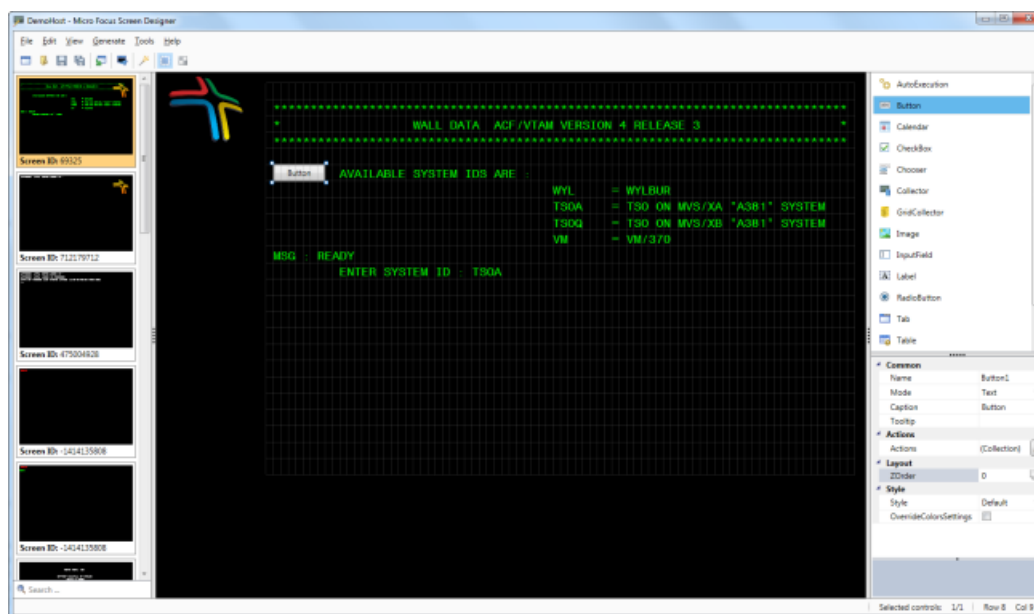 DemoHost - Micro Focus Screen Designer
File Edit View Generate Tools Help
Screen ID: 69325
Screen ID: 712179712
Screen ID: 475004928
Screen ID: -1414135808
Screen ID: -1414135808
Search...
* WALL DATA ACF/VTAM VERSION 4 RELEASE 3 *
Button AVAILABLE SYSTEM IDS ARE :
WYL = WYLBUR
TSOA = TSO ON MVS/XA "A381" SYSTEM
TSOQ = TSO ON MVS/XB "A381" SYSTEM
VM = VM/370
MSG : READY
ENTER SYSTEM ID : TSOA
AutoExecution
Button
Calendar
CheckBox
Chooser
Collector
GridCollector
Image
InputField
Label
RadioButton
Tab
Table
Common
Name Button1
Mode Text
Caption Button
Tooltip
Actions
Actions (Collection)
Layout
ZOrder 0
Style
Style Default
OverrideColorsSettings
Selected controls: 1/1 Row 8 Col